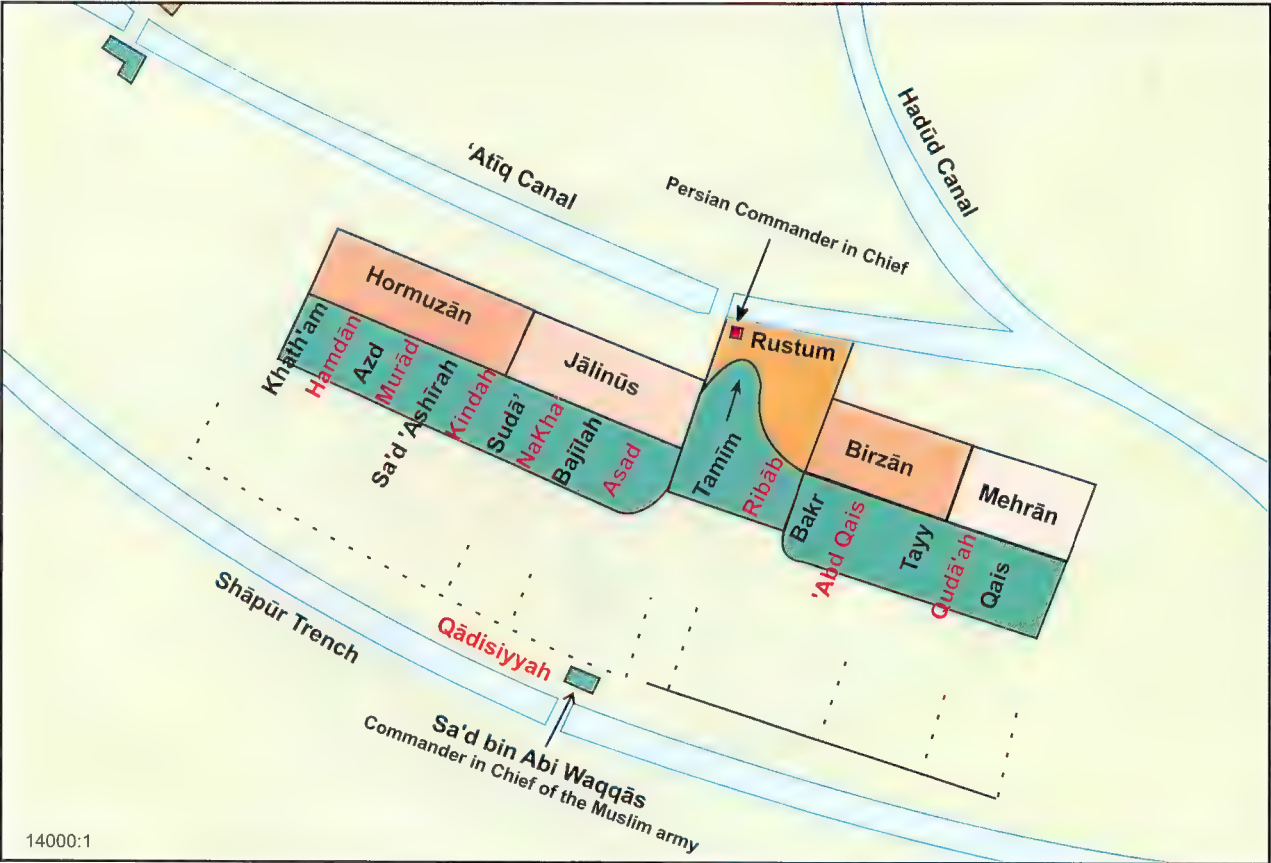 'Atīq Canal
Hadūd Canal
Persian Commander in Chief
Hormuzān
Jālinūs
Rustum
Birzān
Mehrān
Khath'am
Hamdān
Azd
Murād
Sa'd 'Ashīrah
Kindah
Sudā'
NaKha
Bajīlah
Asad
Tamīm
Ribāb
Bakr
'Abd Qais
Tayy
Qudā'ah
Qais
Shāpūr Trench
Qādisiyyah
Sa'd bin Abi Waqqās
Commander in Chief of the Muslim army
14000:1